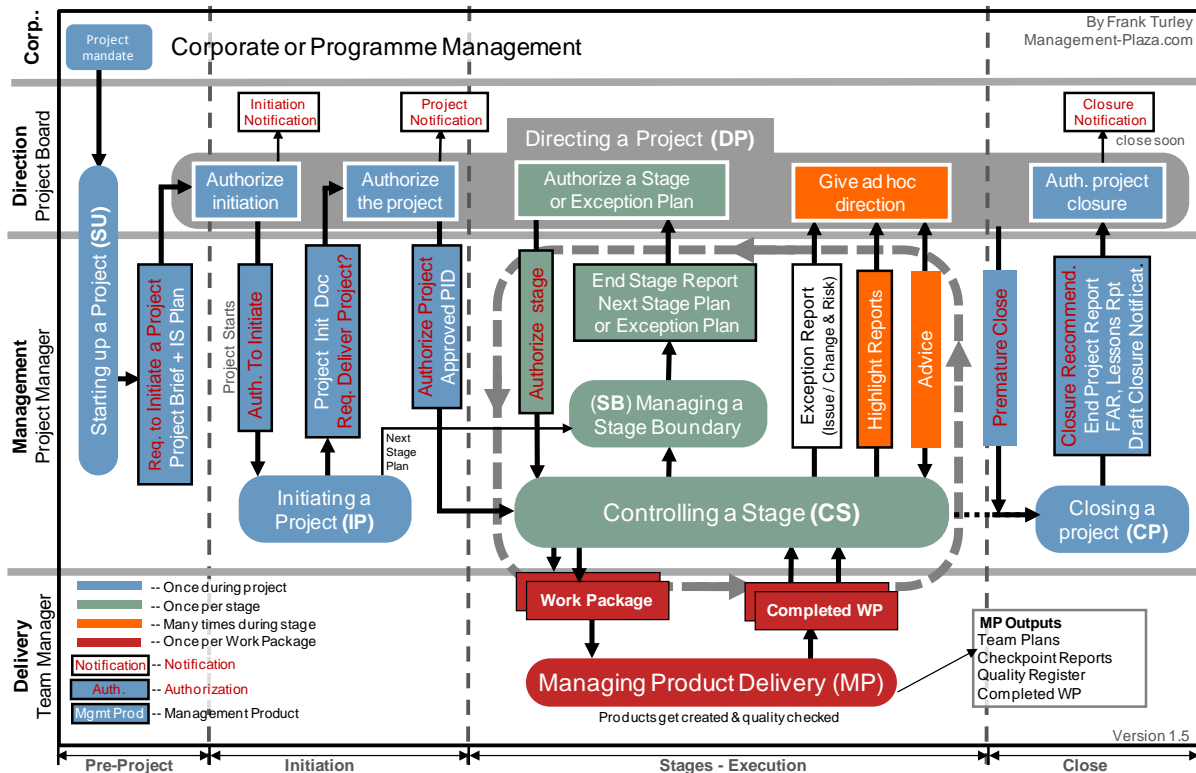 Corp..
Project
mandate
Corporate or Programme Management
By Frank Turley
Management-Plaza.com
Direction
Project Board
Initiation
Notification
Project
Notification
Closure
Notification
close soon
Directing a Project (DP)
Authorize
initiation
Authorize
the project
Authorize a Stage
or Exception Plan
Give ad hoc
direction
Auth. project
closure
Management
Project Manager
Starting up a Project (SU)
Req. to Initiate a Project
Project Brief + IS Plan
Project Starts
Auth. To Initiate
Project Init Doc
Req. Deliver Project?
Authorize Project
Approved PID
Authorize stage
End Stage Report
Next Stage Plan
or Exception Plan
Exception Report
(Issue / Change & Risk)
Highlight Reports
Advice
Premature Close
Closure Recommend.
End Project Report
FAR, Lessons Rpt
Draft Closure Notificat.
(SB) Managing a
Stage Boundary
Next
Stage
Plan
Initiating a
Project (IP)
Controlling a Stage (CS)
Closing a
project (CP)
Delivery
Team Manager
-- Once during project
-- Once per stage
-- Many times during stage
-- Once per Work Package
Notification -- Notification
Auth. -- Authorization
Mgmt Prod -- Management Product
Work Package
Completed WP
Managing Product Delivery (MP)
Products get created & quality checked
MP Outputs
Team Plans
Checkpoint Reports
Quality Register
Completed WP
Version 1.5
Pre-Project
Initiation
Stages - Execution
Close